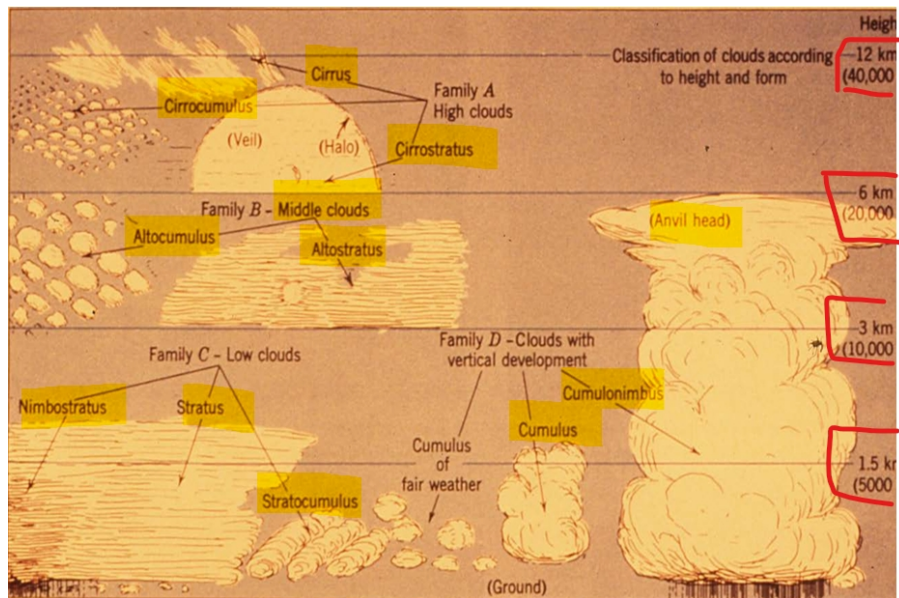 Heigh
Classification of clouds according
to height and form
12 km
(40,000
Cirrus
Family A
High clouds
Cirrocumulus
(Veil)
(Halo)
Cirrostratus
6 km
(20,000
Family B – Middle clouds
(Anvil head)
Altocumulus
Altostratus
3 km
(10,000
Family C – Low clouds
Family D – Clouds with
vertical development
Nimbostratus
Stratus
Cumulonimbus
Cumulus
Cumulus
of
fair weather
1.5 km
(5000
Stratocumulus
(Ground)